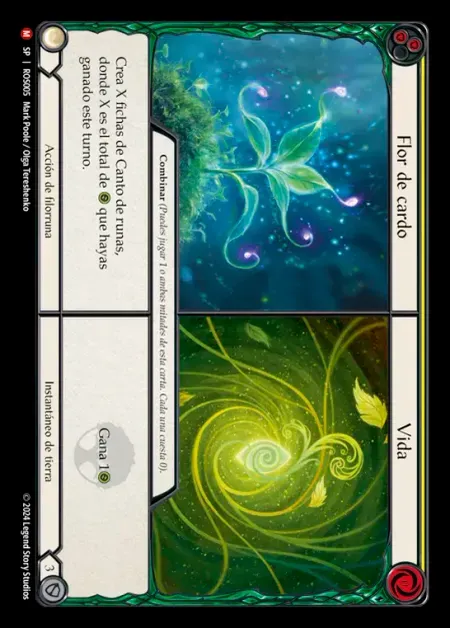 Flor de cardo
Vida
Combinar (Puedes jugar 1 o ambas mitades de esta carta. Cada una cuesta 0).
Crea X fichas de Canto de runas,
donde X es el total de que hayas
ganado este turno.
Gana 1
Acción de filorruna
Instantáneo de tierra
3
M SP | ROS005 Mark Poole / Olga Tereshenko
© 2024 Legend Story Studios